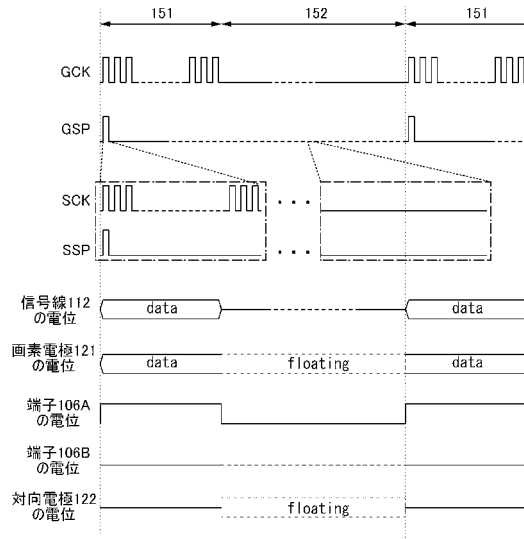 151 152 151
GCK
GSP
SCK
SSP
信号線112
の電位
data data
画素電極121
の電位
data floating data
端子106A
の電位
端子106B
の電位
対向電極122
の電位
floating